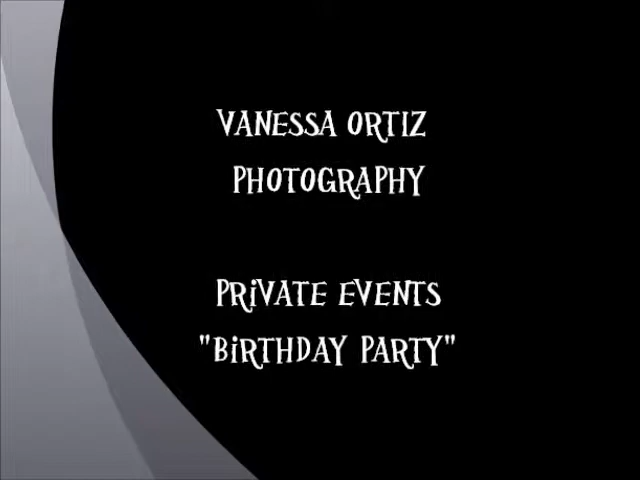 VANESSA ORTIZ
PHOTOGRAPHY
PRiVATE EVENTS
"BiRTHDAY PARTY"